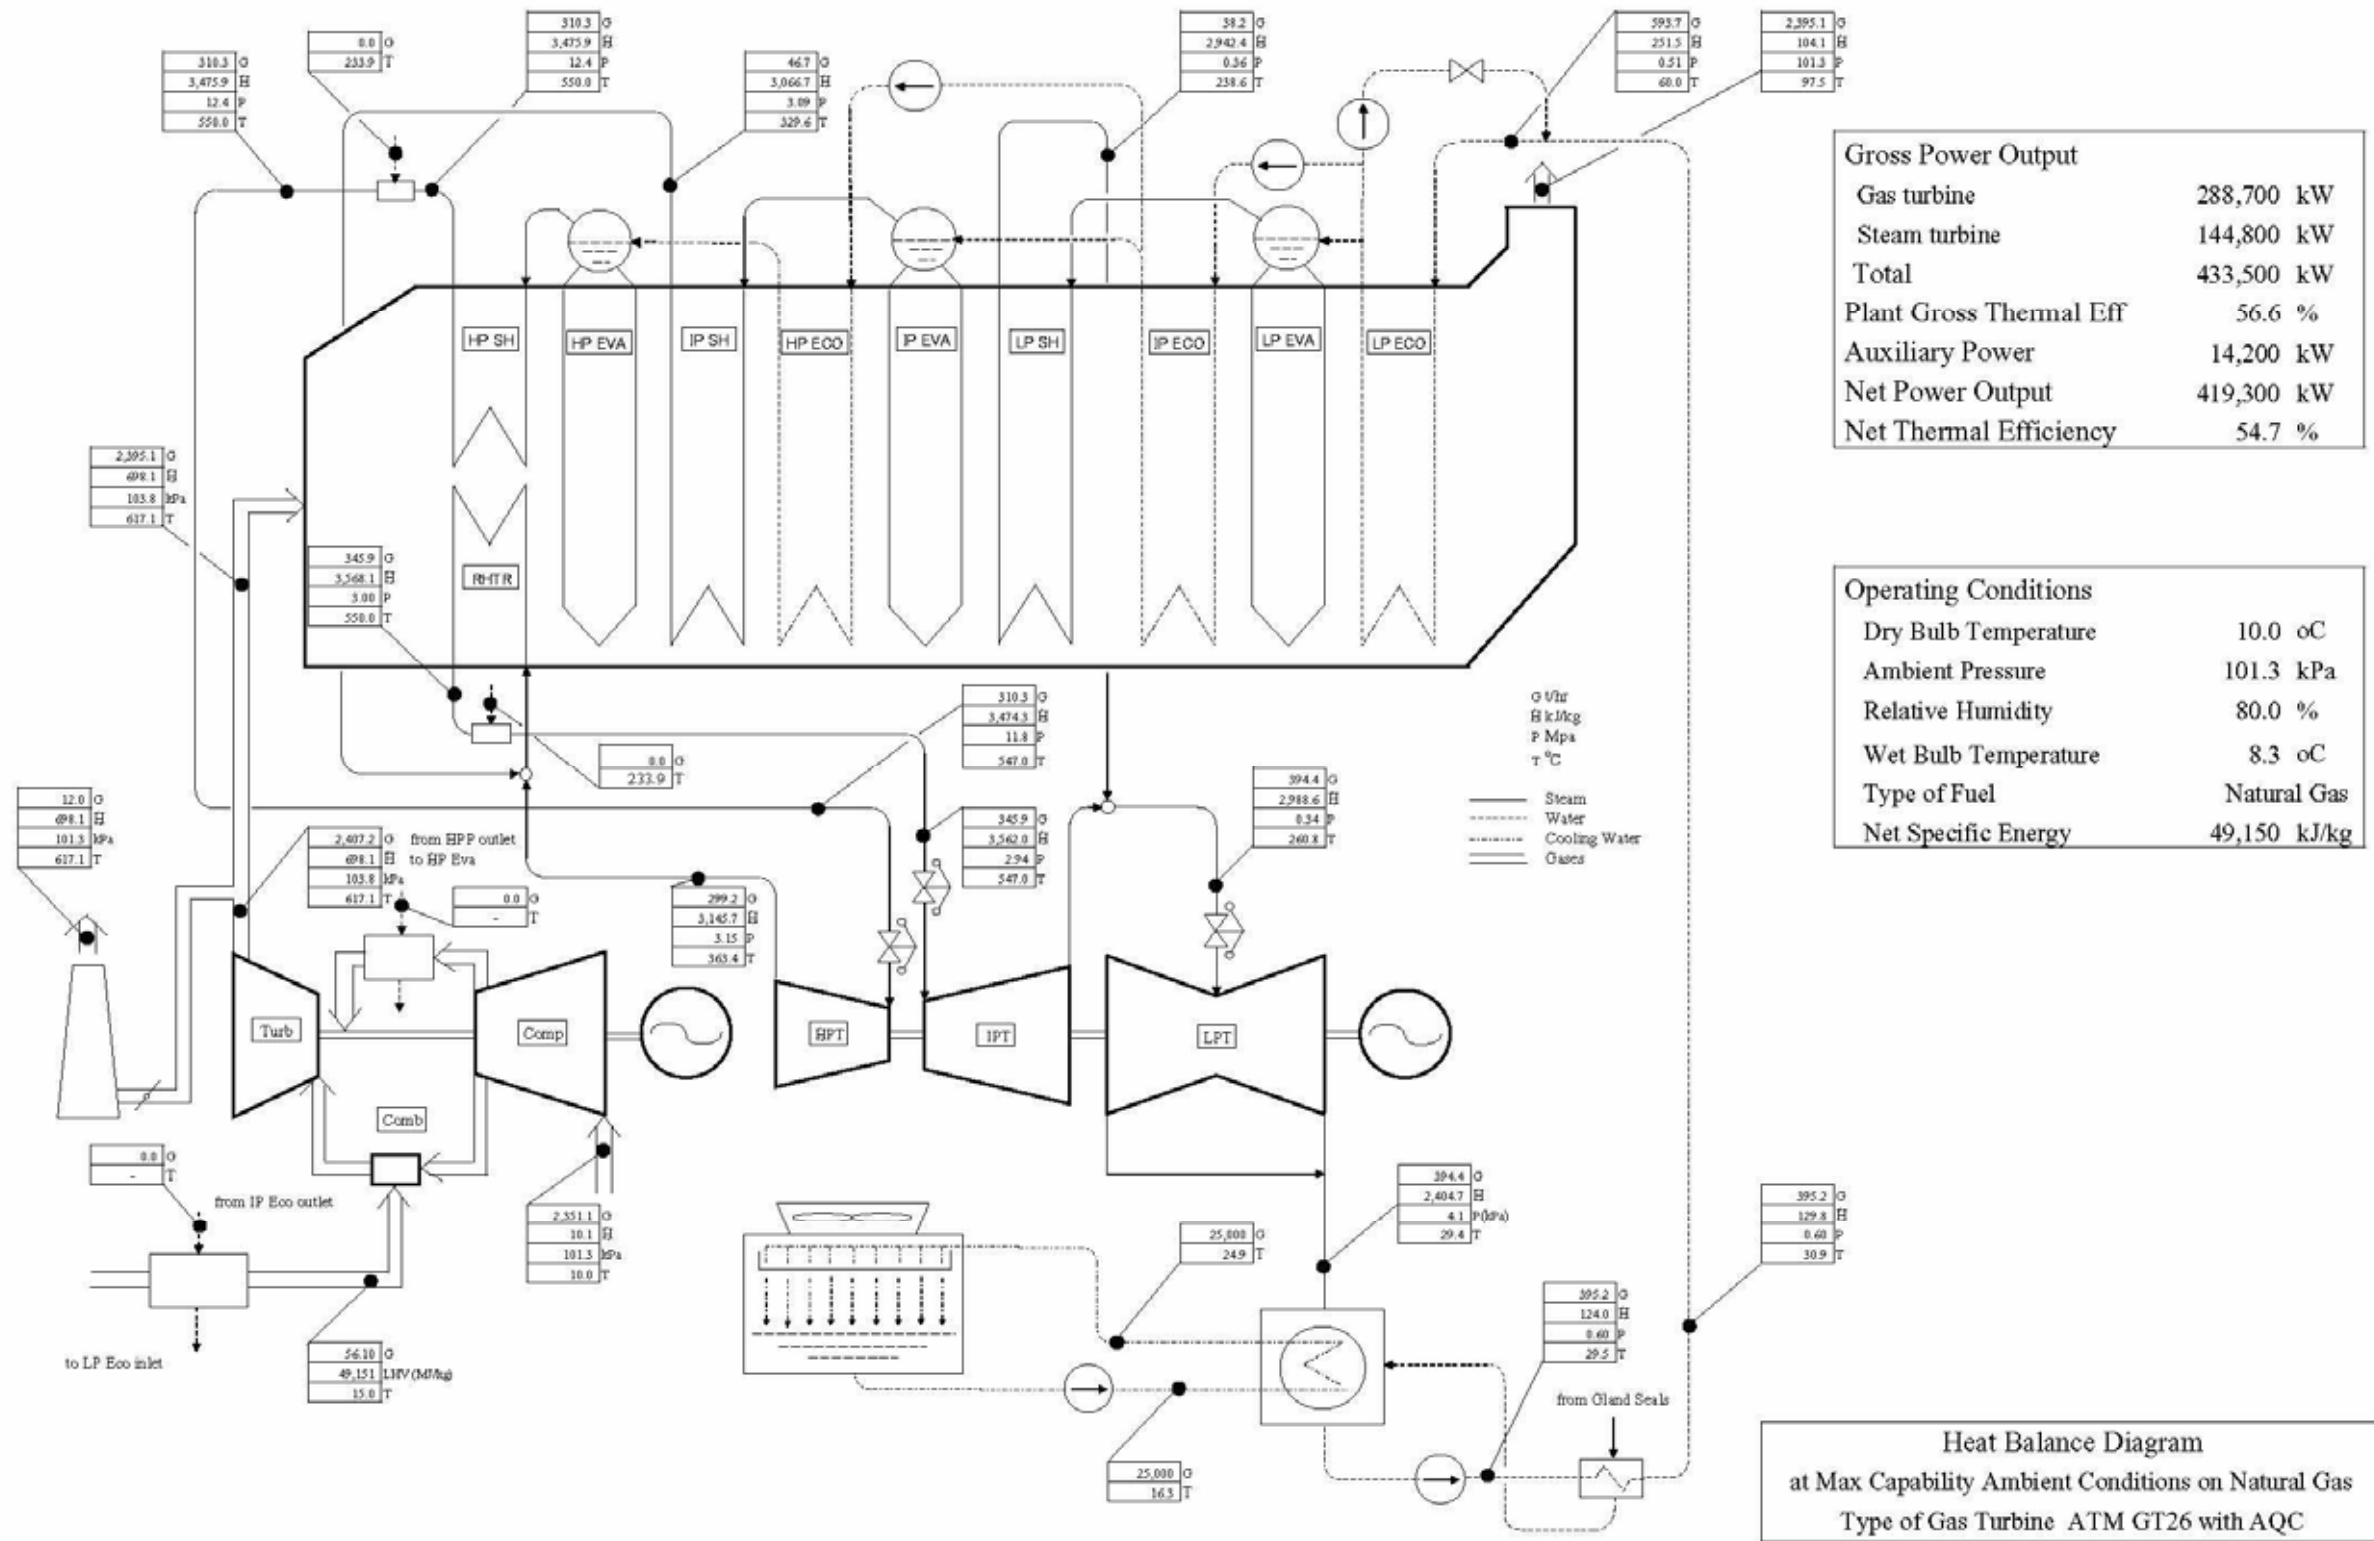 310.3 G
3,475.9 H
12.4 P
550.0 T
0.0 G
233.9 T
310.3 G
3,475.9 H
12.4 P
550.0 T
46.7 G
3,066.7 H
3.09 P
329.6 T
38.2 G
2,942.4 H
0.36 P
238.6 T
593.7 G
251.5 H
0.51 P
60.0 T
2,395.1 G
104.1 H
101.3 P
97.5 T
Gross Power Output
Gas turbine 288,700 kW
Steam turbine 144,800 kW
Total 433,500 kW
Plant Gross Thermal Eff 56.6 %
Auxiliary Power 14,200 kW
Net Power Output 419,300 kW
Net Thermal Efficiency 54.7 %
HP SH
HP EVA
IP SH
HP ECO
IP EVA
LP SH
IP ECO
LP EVA
LP ECO
2,395.1 G
698.1 H
103.8 kPa
617.1 T
345.9 G
3,568.1 H
3.00 P
550.0 T
RHTR
Operating Conditions
Dry Bulb Temperature 10.0 oC
Ambient Pressure 101.3 kPa
Relative Humidity 80.0 %
Wet Bulb Temperature 8.3 oC
Type of Fuel Natural Gas
Net Specific Energy 49,150 kJ/kg
0.0 G
233.9 T
310.3 G
3,474.3 H
11.8 P
547.0 T
G t/hr
H kJ/kg
P Mpa
T °C
Steam
Water
Cooling Water
Gases
12.0 G
698.1 H
101.3 kPa
617.1 T
2,407.2 G
698.1 H
103.8 kPa
617.1 T
from HPP outlet
to HP Eva
0.0 G
- T
299.2 G
3,145.7 H
3.15 P
363.4 T
345.9 G
3,562.0 H
2.94 P
547.0 T
394.4 G
2,988.6 H
0.34 P
260.8 T
Turb
Comp
HPT
IPT
LPT
Comb
0.0 G
- T
from IP Eco outlet
to LP Eco inlet
2,351.1 G
10.1 H
101.3 kPa
10.0 T
56.10 G
49,151 LHV (MJ/kg)
15.0 T
25,000 G
24.9 T
394.4 G
2,404.7 H
4.1 P(kPa)
29.4 T
395.2 G
129.8 H
0.60 P
30.9 T
395.2 G
124.0 H
0.60 P
29.5 T
from Gland Seals
25,000 G
16.3 T
Heat Balance Diagram
at Max Capability Ambient Conditions on Natural Gas
Type of Gas Turbine ATM GT26 with AQC